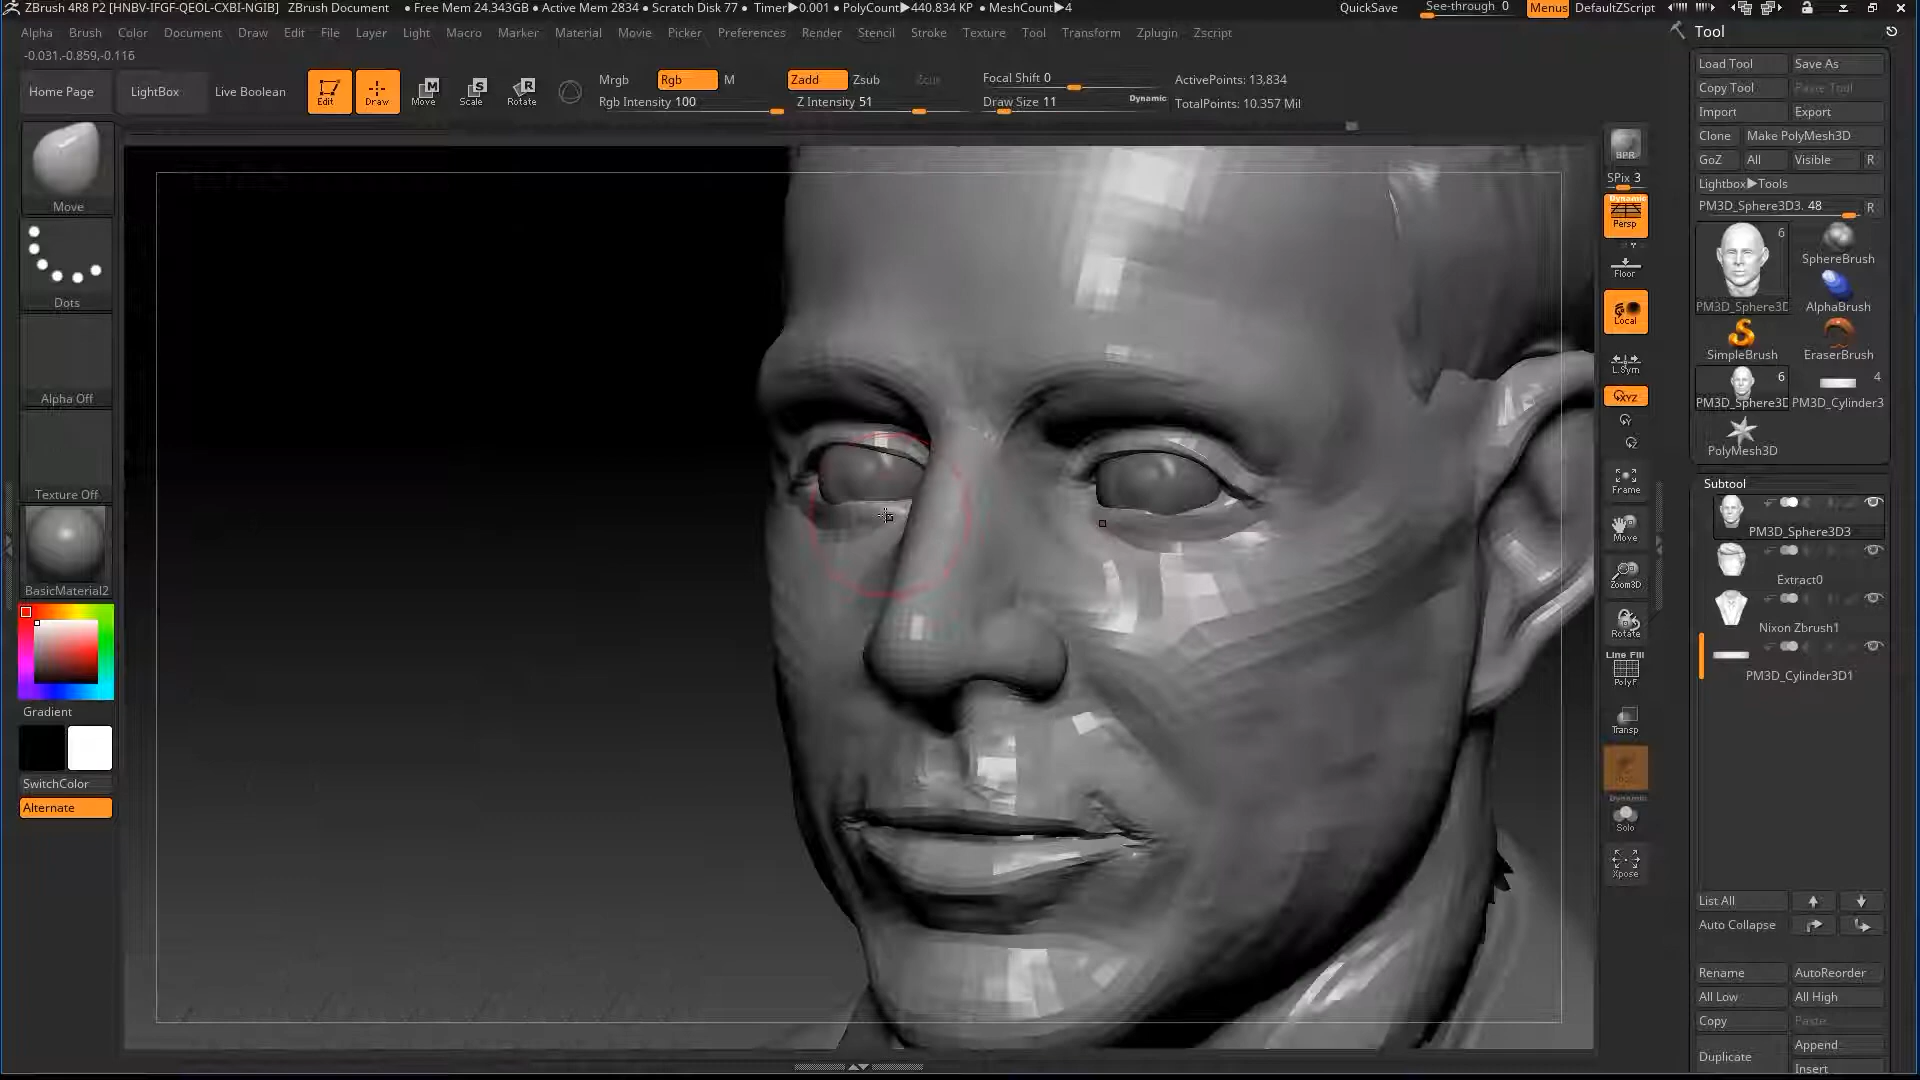 ZBrush 4R8 P2 [HNBV-IFGF-QEOL-CXBI-NGIB] ZBrush Document ● Free Mem 24.343GB ● Active Mem 2834 ● Scratch Disk 77 ● Timer▶0.001 ● PolyCount▶440.834 KP ● MeshCount▶4 QuickSave See-through 0 Menus DefaultZScript
Alpha Brush Color Document Draw Edit File Layer Light Macro Marker Material Movie Picker Preferences Render Stencil Stroke Texture Tool Transform Zplugin Zscript
-0.031,-0.859,-0.116
Home Page LightBox Live Boolean Edit Draw Move Scale Rotate
Mrgb Rgb M Zadd Zsub Zcut Focal Shift 0 ActivePoints: 13,834
Rgb Intensity 100 Z Intensity 51 Draw Size 11 Dynamic TotalPoints: 10.357 Mil
Move
Dots
Alpha Off
Texture Off
BasicMaterial2
Gradient
SwitchColor
Alternate
BPR
SPix 3
Dynamic
Persp
Floor
Local
L.Sym
XYZ
Y
Z
Frame
Move
Zoom3D
Rotate
Line Fill
PolyF
Transp
Dynamic
Solo
Xpose
Tool
Load Tool Save As
Copy Tool Paste Tool
Import Export
Clone Make PolyMesh3D
GoZ All Visible R
Lightbox▶Tools
PM3D_Sphere3D3. 48 R
6
PM3D_Sphere3D SphereBrush
AlphaBrush
SimpleBrush EraserBrush
6 4
PM3D_Sphere3D PM3D_Cylinder3
PolyMesh3D
Subtool
PM3D_Sphere3D3
Extract0
Nixon Zbrush1
PM3D_Cylinder3D1
List All
Auto Collapse
Rename AutoReorder
All Low All High
Copy Paste
Duplicate Append
Insert